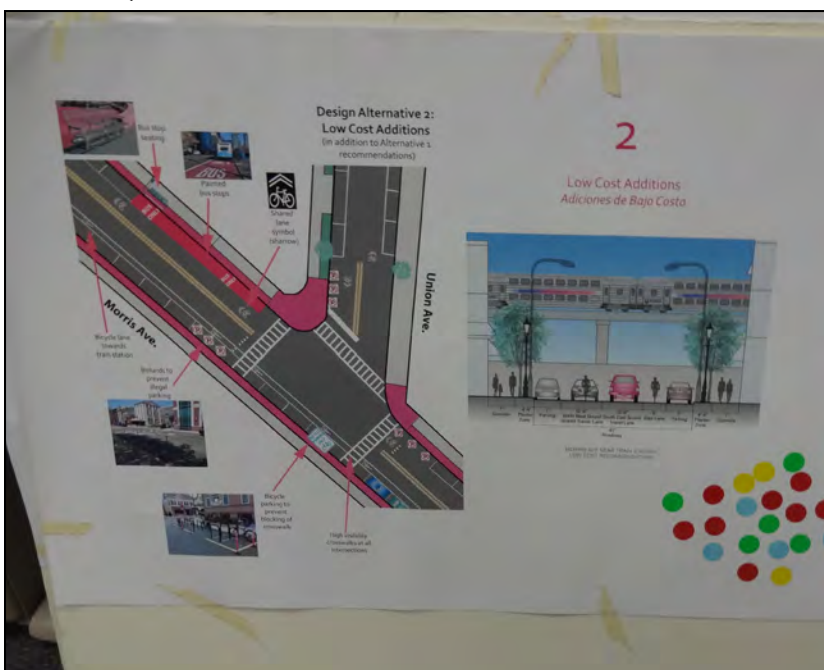 Design Alternative 2:
Low Cost Additions
(in addition to Alternative 1
recommendations)
Bus stop
seating
Painted
bus stops
BUS
Shared
lane
symbol
(sharrow)
Union Ave.
Morris Ave.
Bicycle lane
towards
train station
Bollards to
prevent
illegal
parking
Bicycle
parking to
prevent
blocking of
crosswalk
High visibility
crosswalks at all
intersections
2
Low Cost Additions
Adiciones de Bajo Costo
Parking
Parking